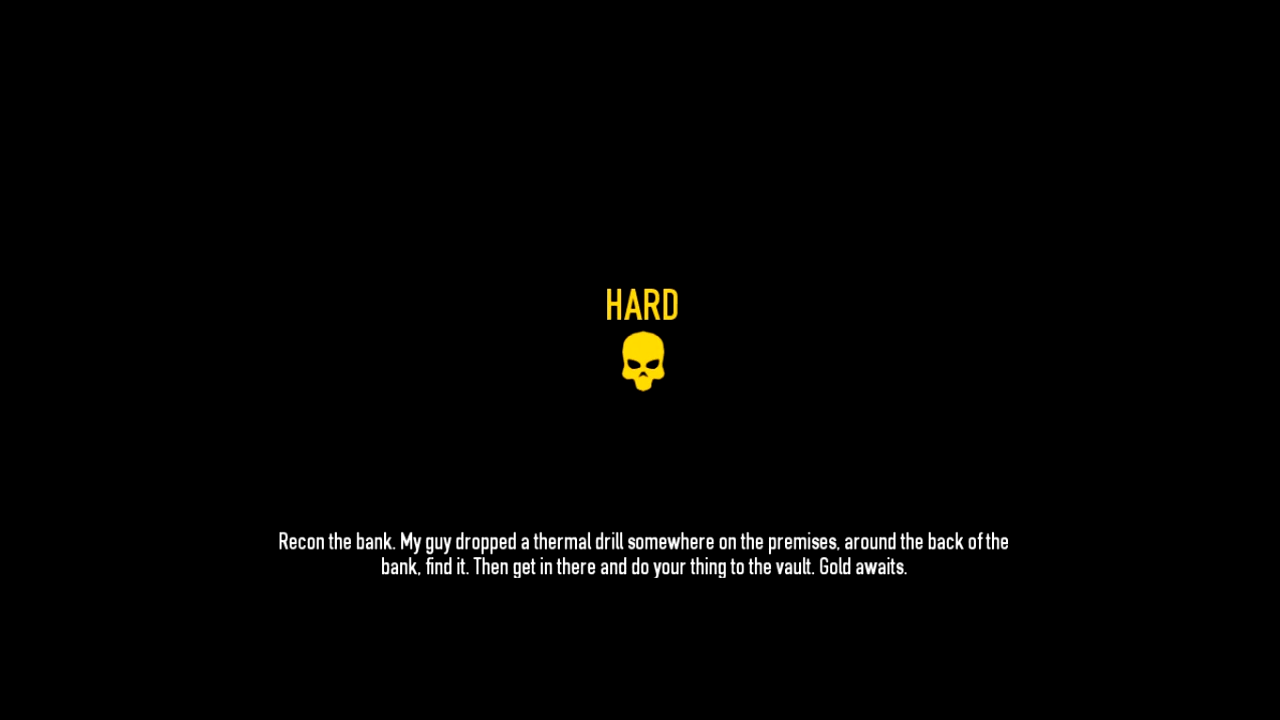 HARD
Recon the bank. My guy dropped a thermal drill somewhere on the premises, around the back of the
bank, find it. Then get in there and do your thing to the vault. Gold awaits.